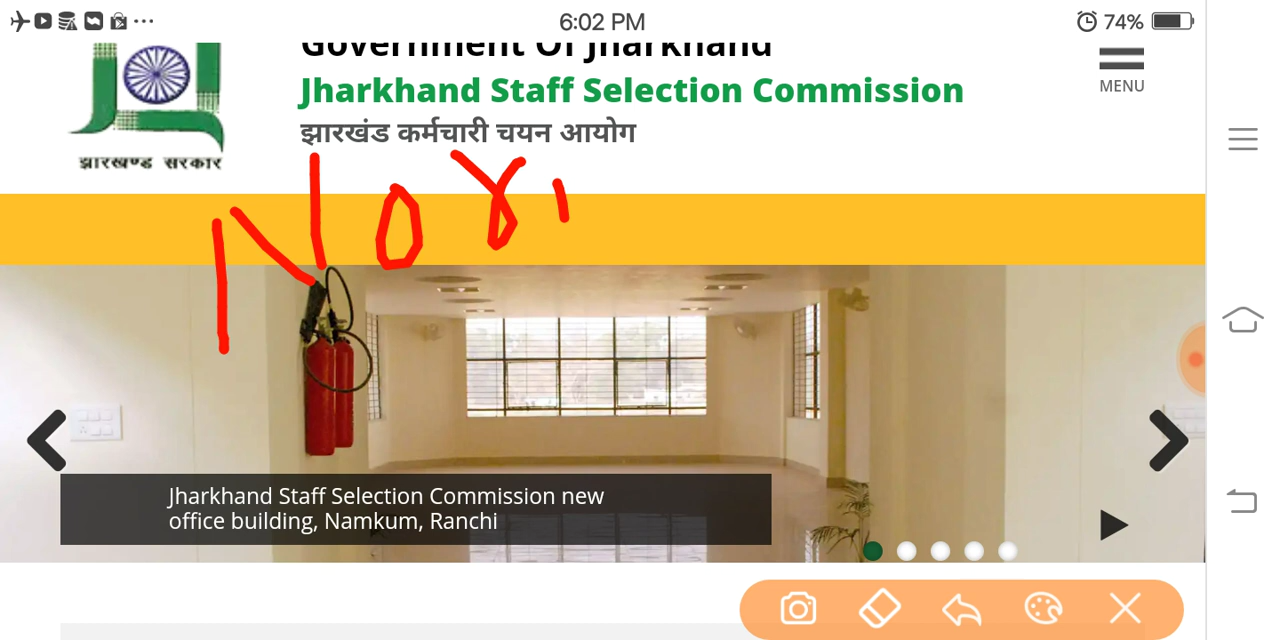 6:02 PM
74%
Government Of Jharkhand
Jharkhand Staff Selection Commission
झारखंड कर्मचारी चयन आयोग
झारखण्ड सरकार
MENU
Jharkhand Staff Selection Commission new
office building, Namkum, Ranchi